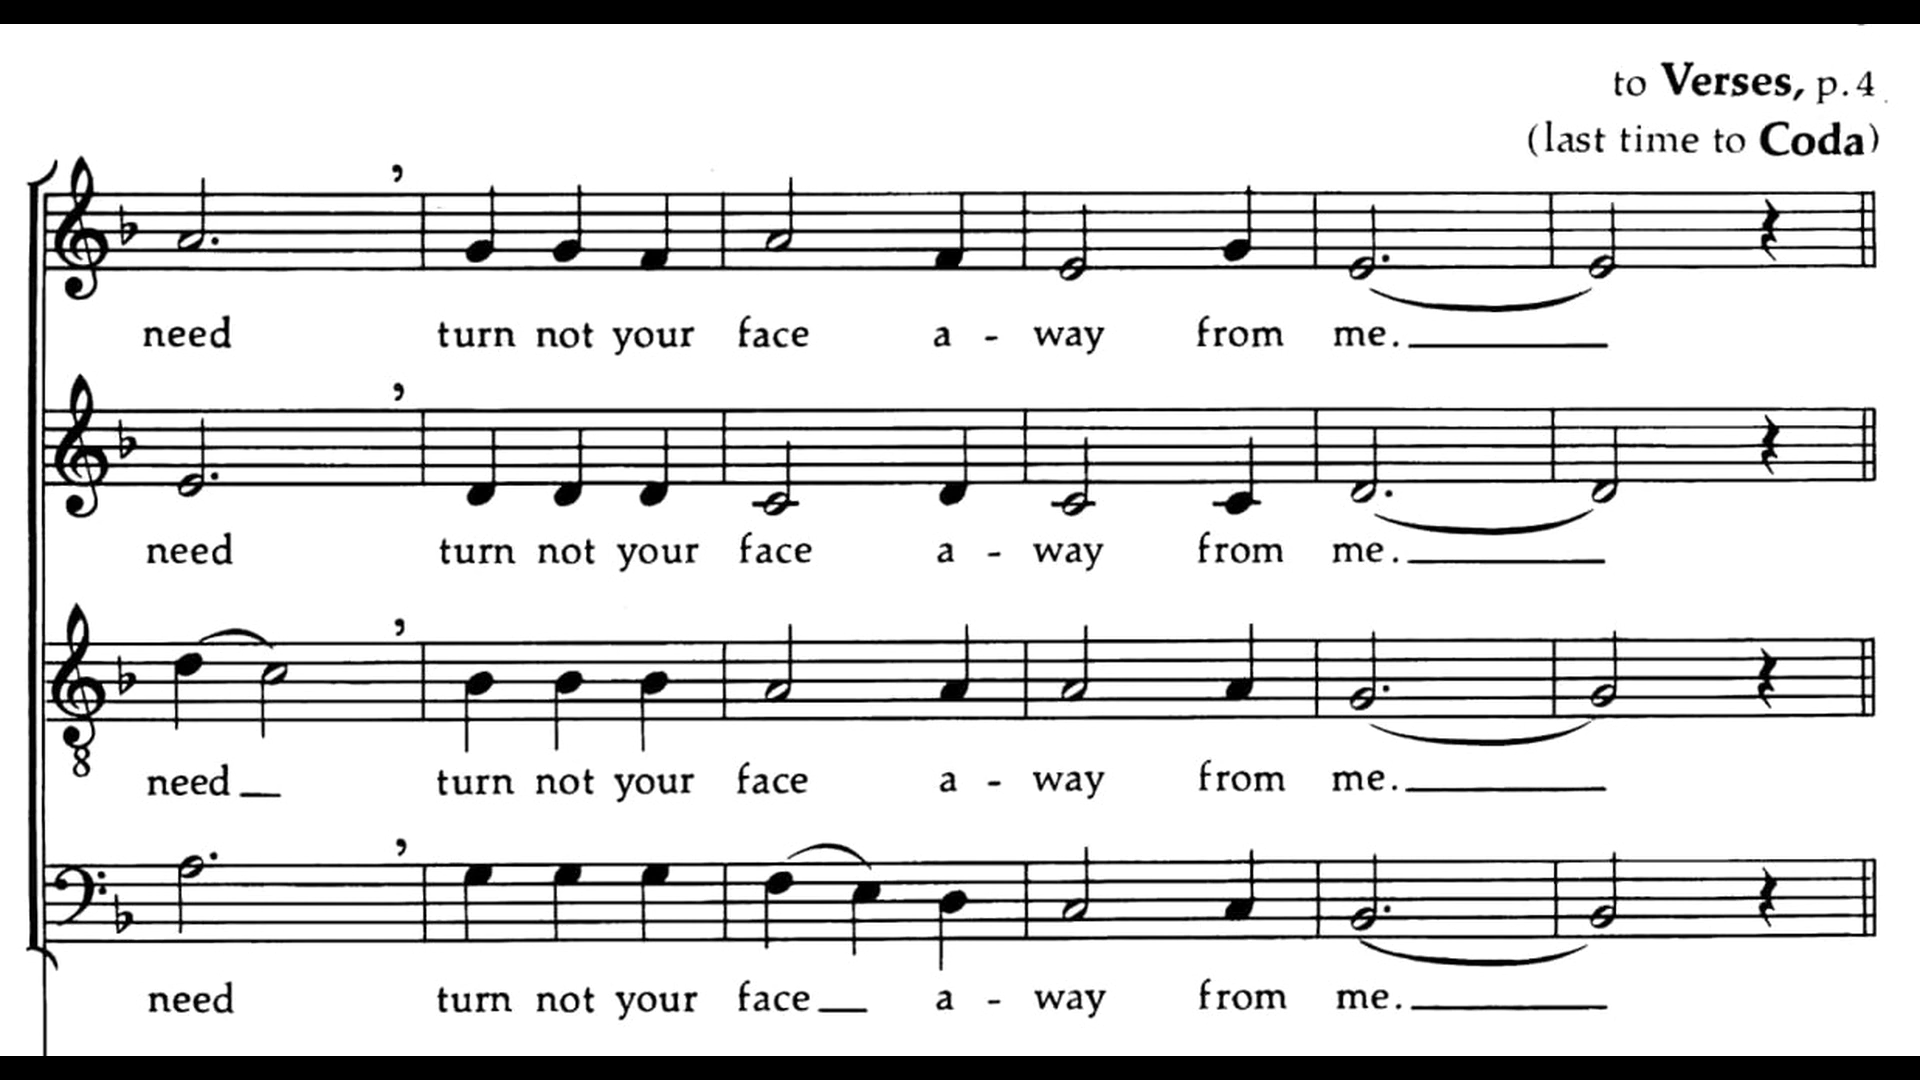 to Verses, p. 4
(last time to Coda)
need turn not your face a - way from me.
need turn not your face a - way from me.
8
need turn not your face a - way from me.
need turn not your face a - way from me.